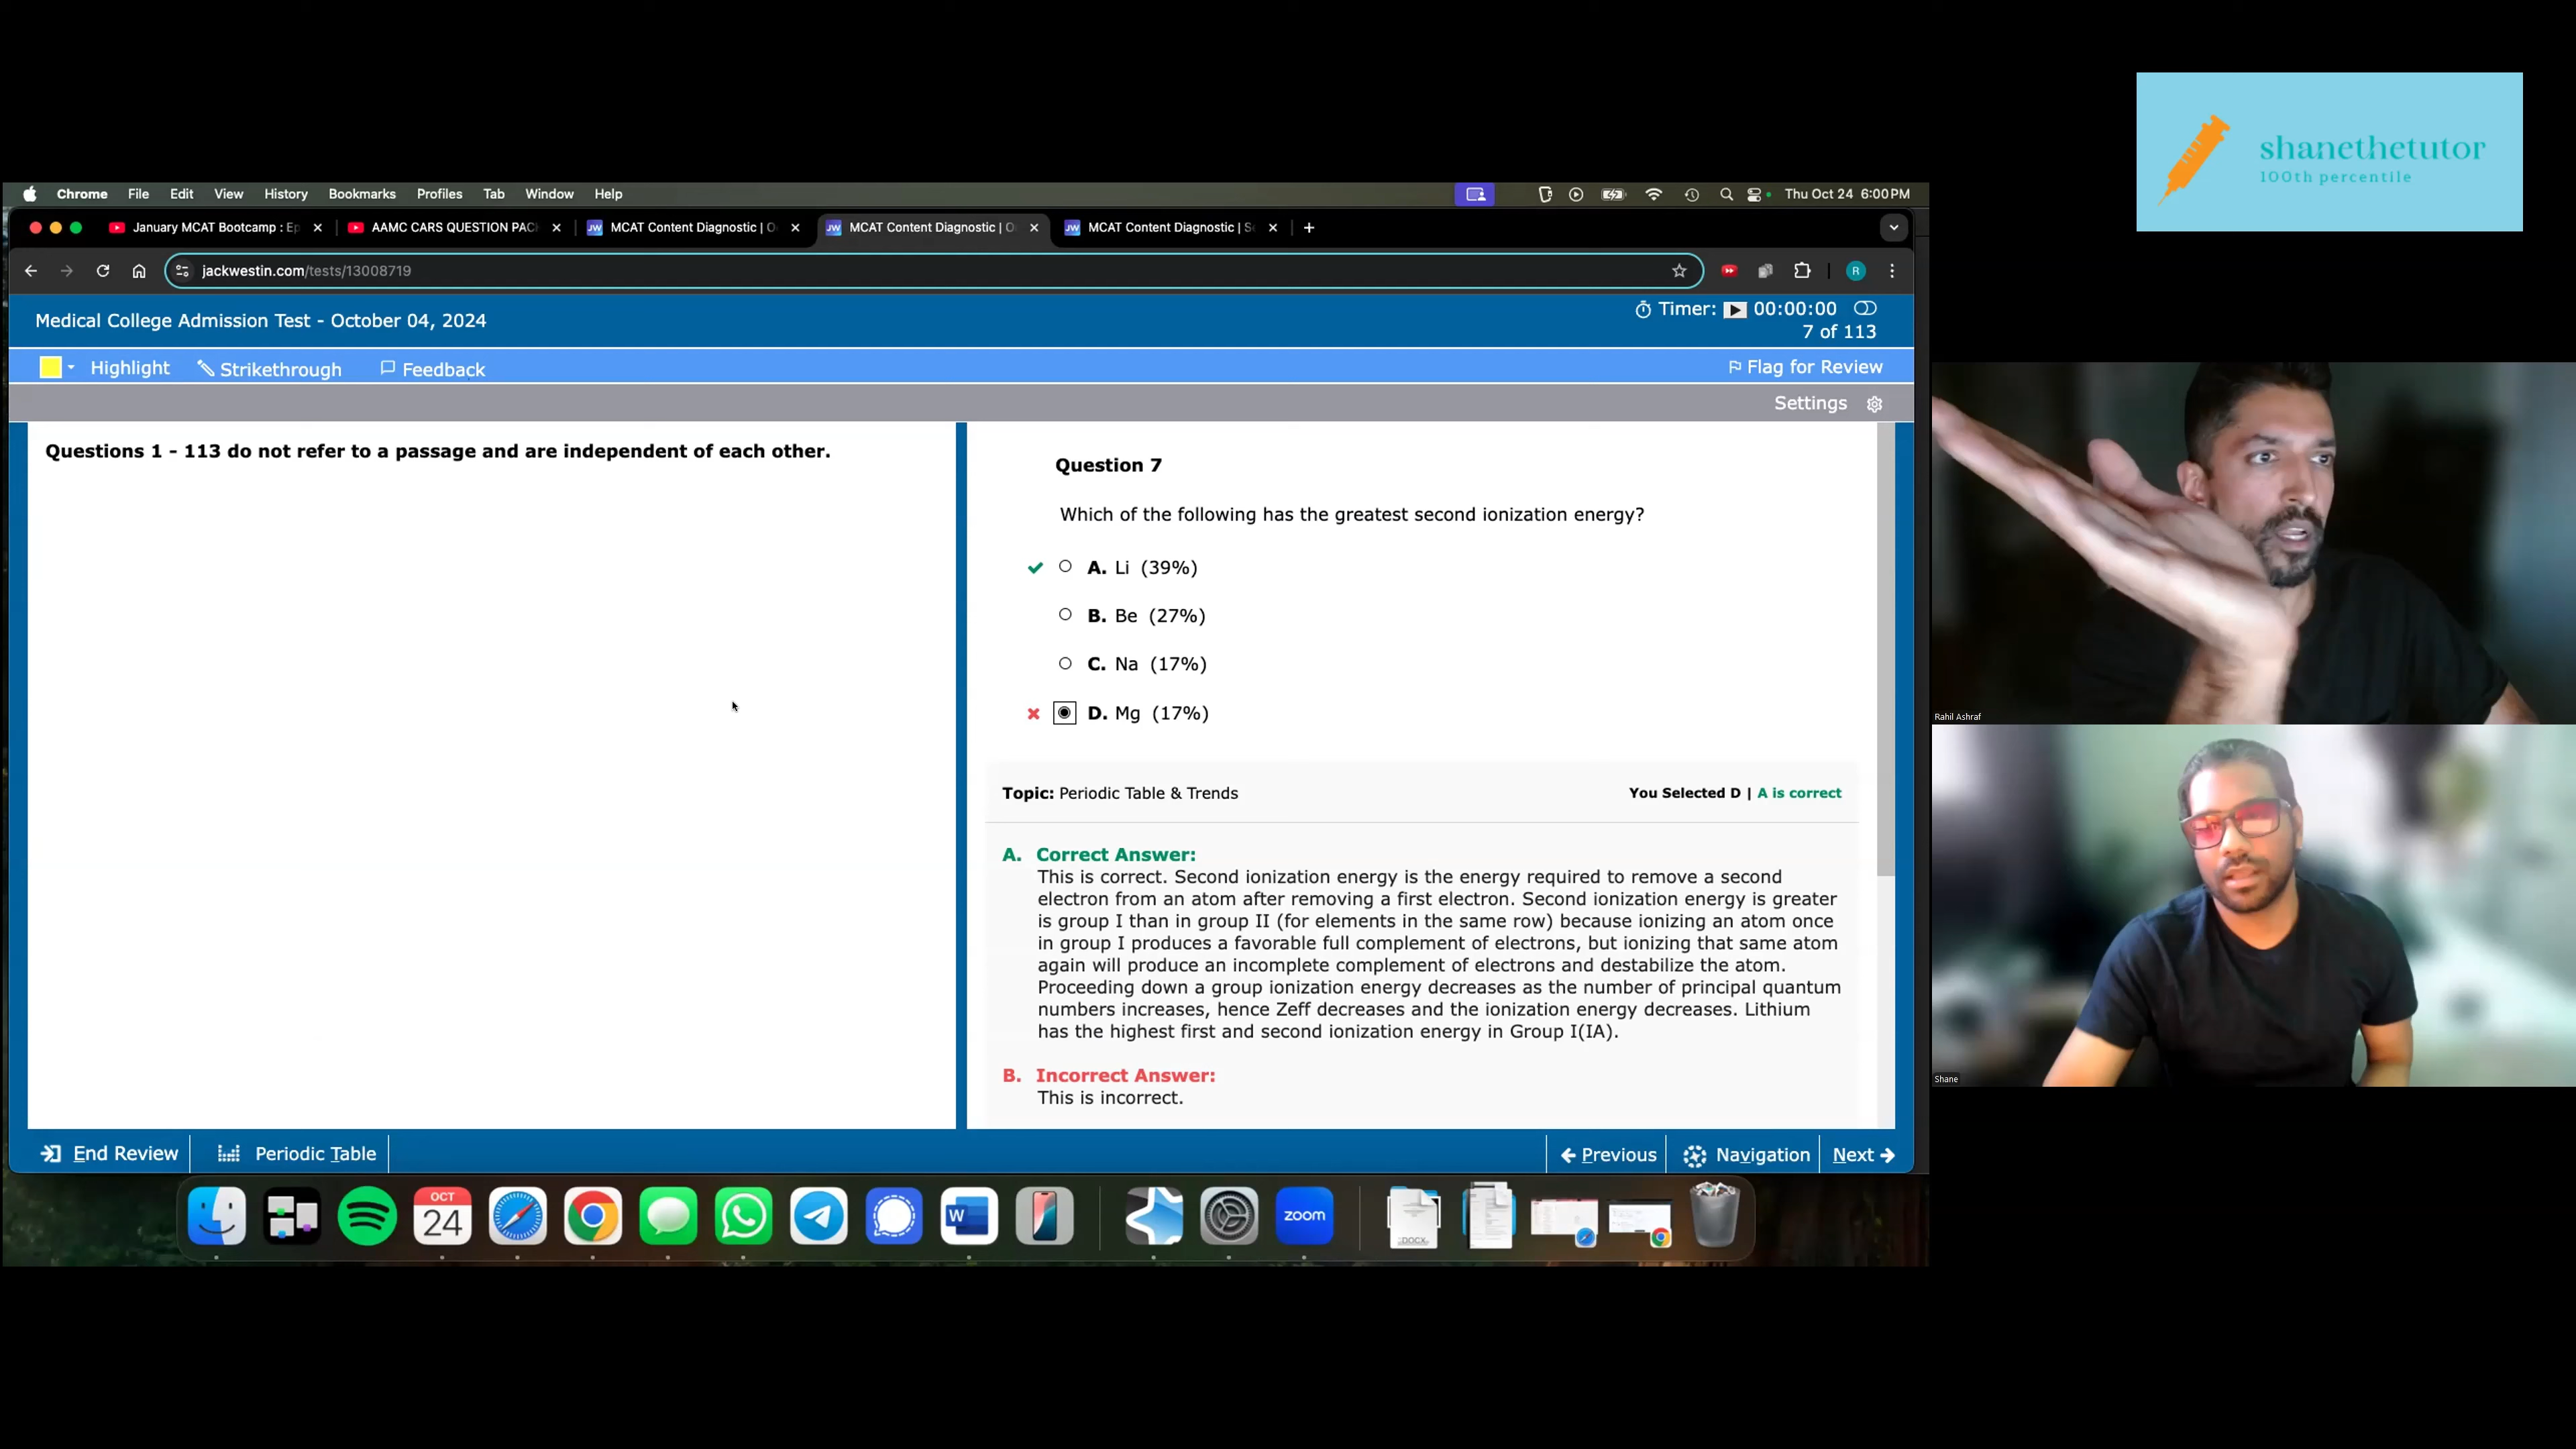 shanethetutor
100th percentile
Chrome File Edit View History Bookmarks Profiles Tab Window Help
Thu Oct 24 6:00 PM
January MCAT Bootcamp : Ep
AAMC CARS QUESTION PAC
JW MCAT Content Diagnostic | O
JW MCAT Content Diagnostic | O
JW MCAT Content Diagnostic | S
jackwestin.com/tests/13008719
R
Medical College Admission Test - October 04, 2024
Timer: 00:00:00
7 of 113
Highlight Strikethrough Feedback
Flag for Review
Settings
Questions 1 - 113 do not refer to a passage and are independent of each other.
Question 7
Which of the following has the greatest second ionization energy?
A. Li (39%)
B. Be (27%)
C. Na (17%)
D. Mg (17%)
Topic: Periodic Table & Trends
You Selected D | A is correct
A. Correct Answer:
This is correct. Second ionization energy is the energy required to remove a second
electron from an atom after removing a first electron. Second ionization energy is greater
is group I than in group II (for elements in the same row) because ionizing an atom once
in group I produces a favorable full complement of electrons, but ionizing that same atom
again will produce an incomplete complement of electrons and destabilize the atom.
Proceeding down a group ionization energy decreases as the number of principal quantum
numbers increases, hence Zeff decreases and the ionization energy decreases. Lithium
has the highest first and second ionization energy in Group I(IA).
B. Incorrect Answer:
This is incorrect.
End Review
Periodic Table
Previous
Navigation
Next
OCT
24
W
zoom
DOCX
Rahil Ashraf
Shane